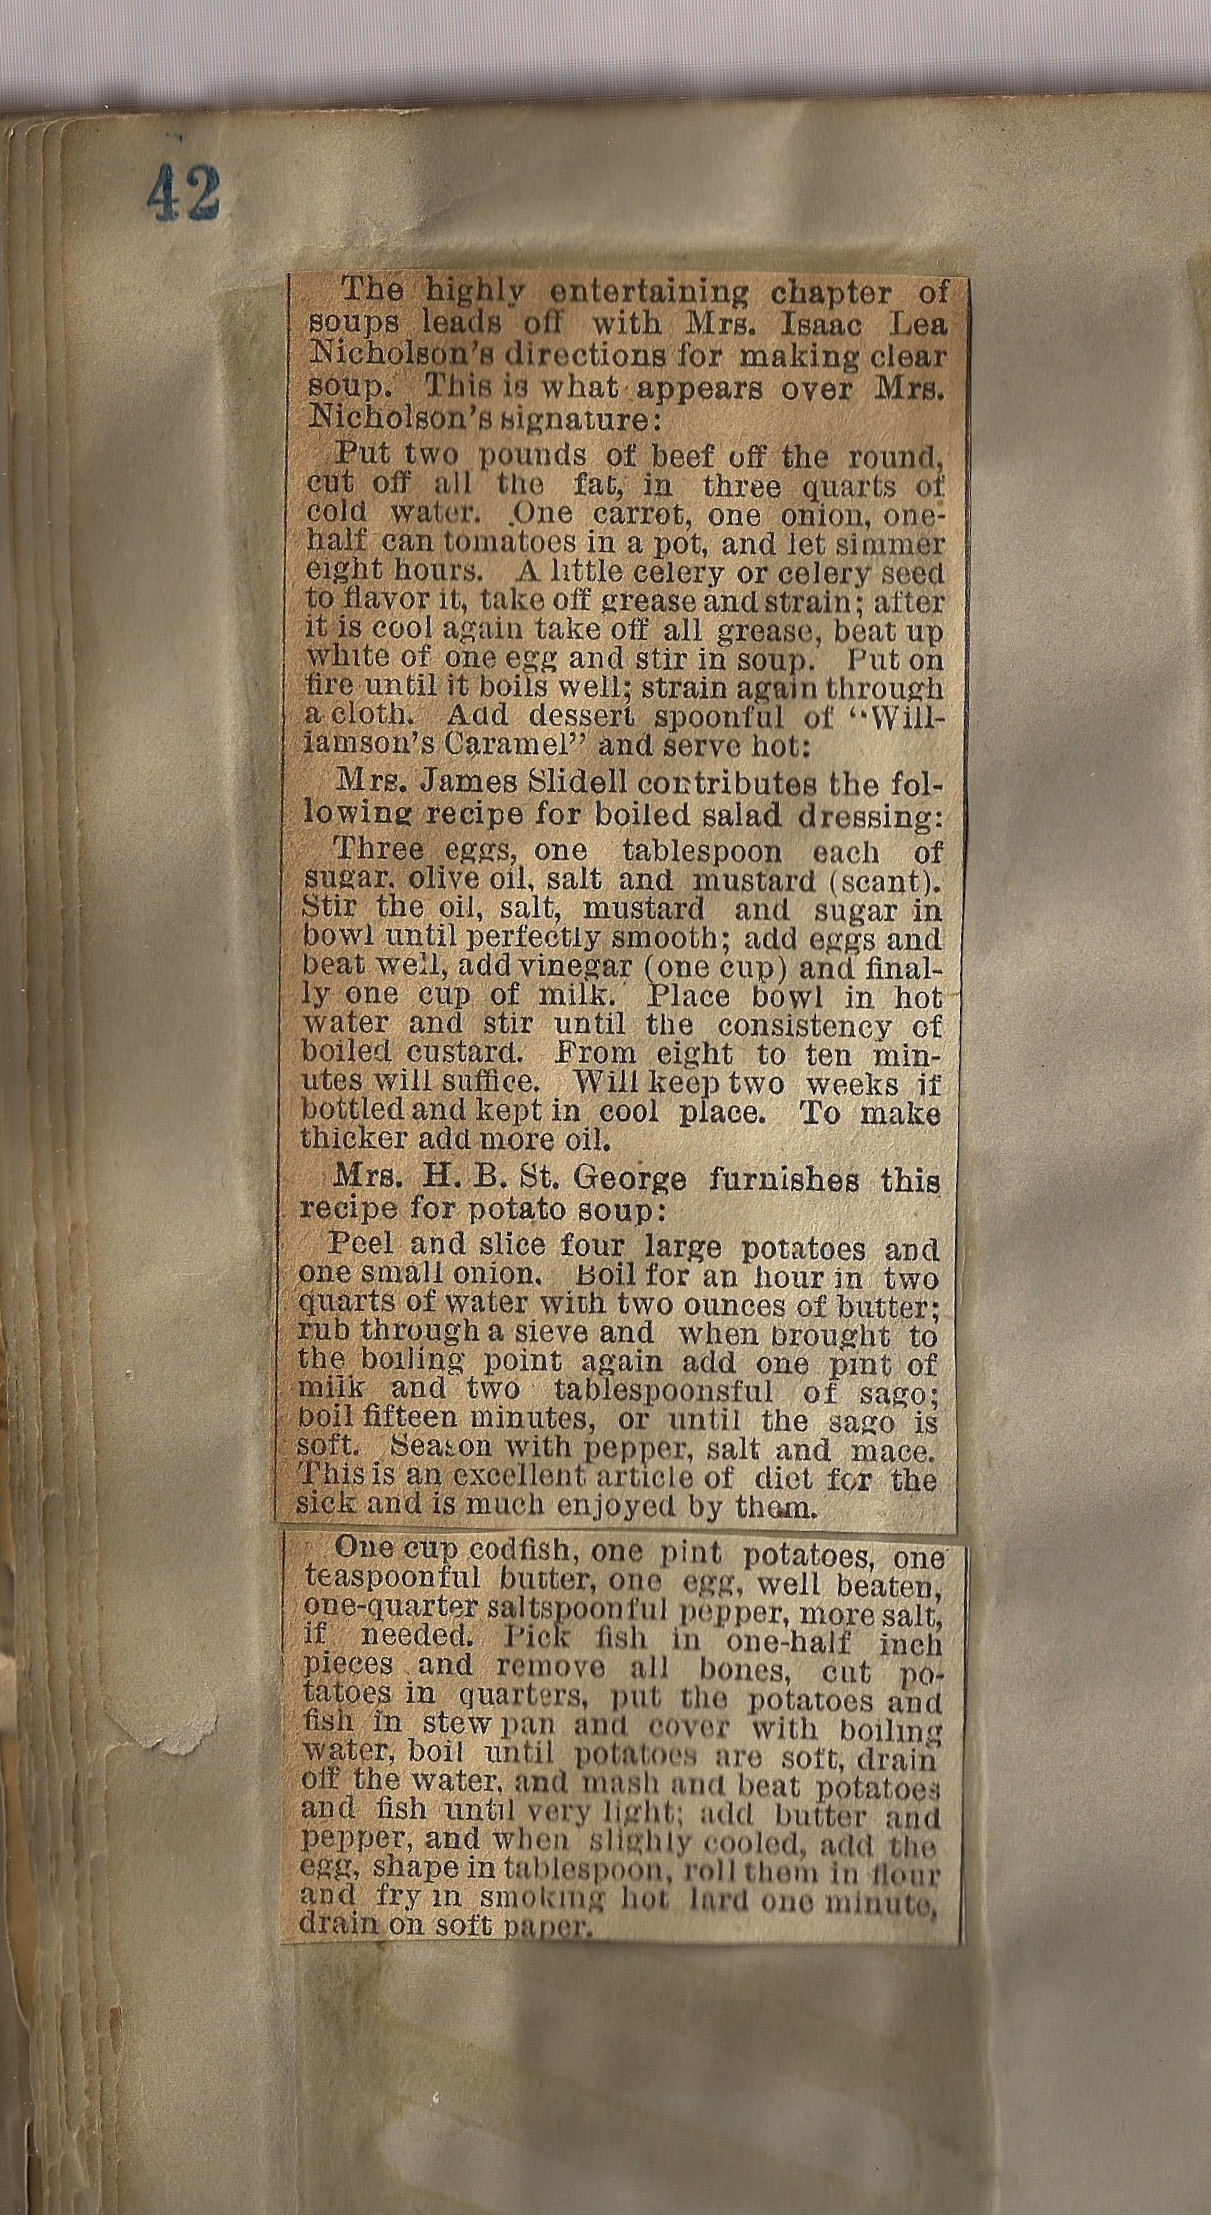 42
The highly entertaining chapter of
soups leads off with Mrs. Isaac Lea
Nicholson's directions for making clear
soup. This is what appears over Mrs.
Nicholson's signature:
Put two pounds of beef off the round,
cut off all the fat, in three quarts of
cold water. One carrot, one onion, one-
half can tomatoes in a pot, and let simmer
eight hours. A little celery or celery seed
to flavor it, take off grease and strain; after
it is cool again take off all grease, beat up
white of one egg and stir in soup. Put on
fire until it boils well; strain again through
a cloth. Add dessert spoonful of "Will-
iamson's Caramel" and serve hot:
Mrs. James Slidell contributes the fol-
lowing recipe for boiled salad dressing:
Three eggs, one tablespoon each of
sugar, olive oil, salt and mustard (scant).
Stir the oil, salt, mustard and sugar in
bowl until perfectly smooth; add eggs and
beat well, add vinegar (one cup) and final-
ly one cup of milk. Place bowl in hot
water and stir until the consistency of
boiled custard. From eight to ten min-
utes will suffice. Will keep two weeks if
bottled and kept in cool place. To make
thicker add more oil.
Mrs. H. B. St. George furnishes this
recipe for potato soup:
Peel and slice four large potatoes and
one small onion. Boil for an hour in two
quarts of water with two ounces of butter;
rub through a sieve and when brought to
the boiling point again add one pint of
milk and two tablespoonsful of sago;
boil fifteen minutes, or until the sago is
soft. Season with pepper, salt and mace.
This is an excellent article of diet for the
sick and is much enjoyed by them.
One cup codfish, one pint potatoes, one
teaspoonful butter, one egg, well beaten,
one-quarter saltspoonful pepper, more salt,
if needed. Pick fish in one-half inch
pieces and remove all bones, cut po-
tatoes in quarters, put the potatoes and
fish in stew pan and cover with boiling
water, boil until potatoes are soft, drain
off the water, and mash and beat potatoes
and fish until very light; add butter and
pepper, and when slighly cooled, add the
egg, shape in tablespoon, roll them in flour
and fry in smoking hot lard one minute,
drain on soft paper.